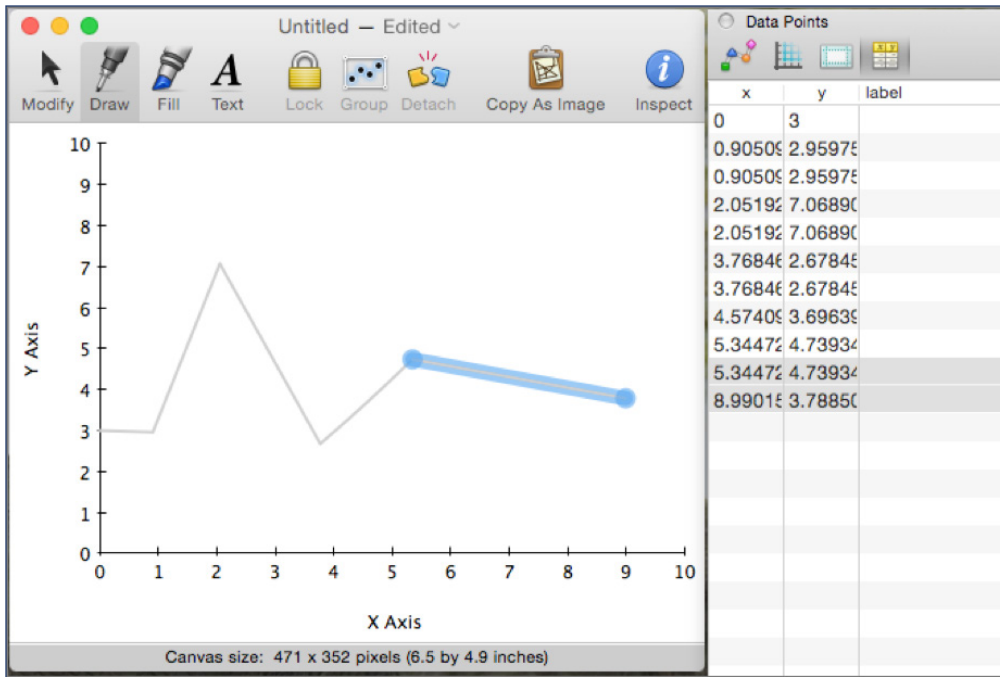 Untitled — Edited
Modify Draw Fill Text Lock Group Detach Copy As Image Inspect
10
9
8
7
6
5
4
3
2
1
0
Y Axis
0 1 2 3 4 5 6 7 8 9 10
X Axis
Canvas size: 471 x 352 pixels (6.5 by 4.9 inches)
Data Points
x y label
0 3
0.90509 2.95975
0.90509 2.95975
2.05192 7.06890
2.05192 7.06890
3.76846 2.67845
3.76846 2.67845
4.57409 3.69639
5.34472 4.73934
5.34472 4.73934
8.99015 3.78850